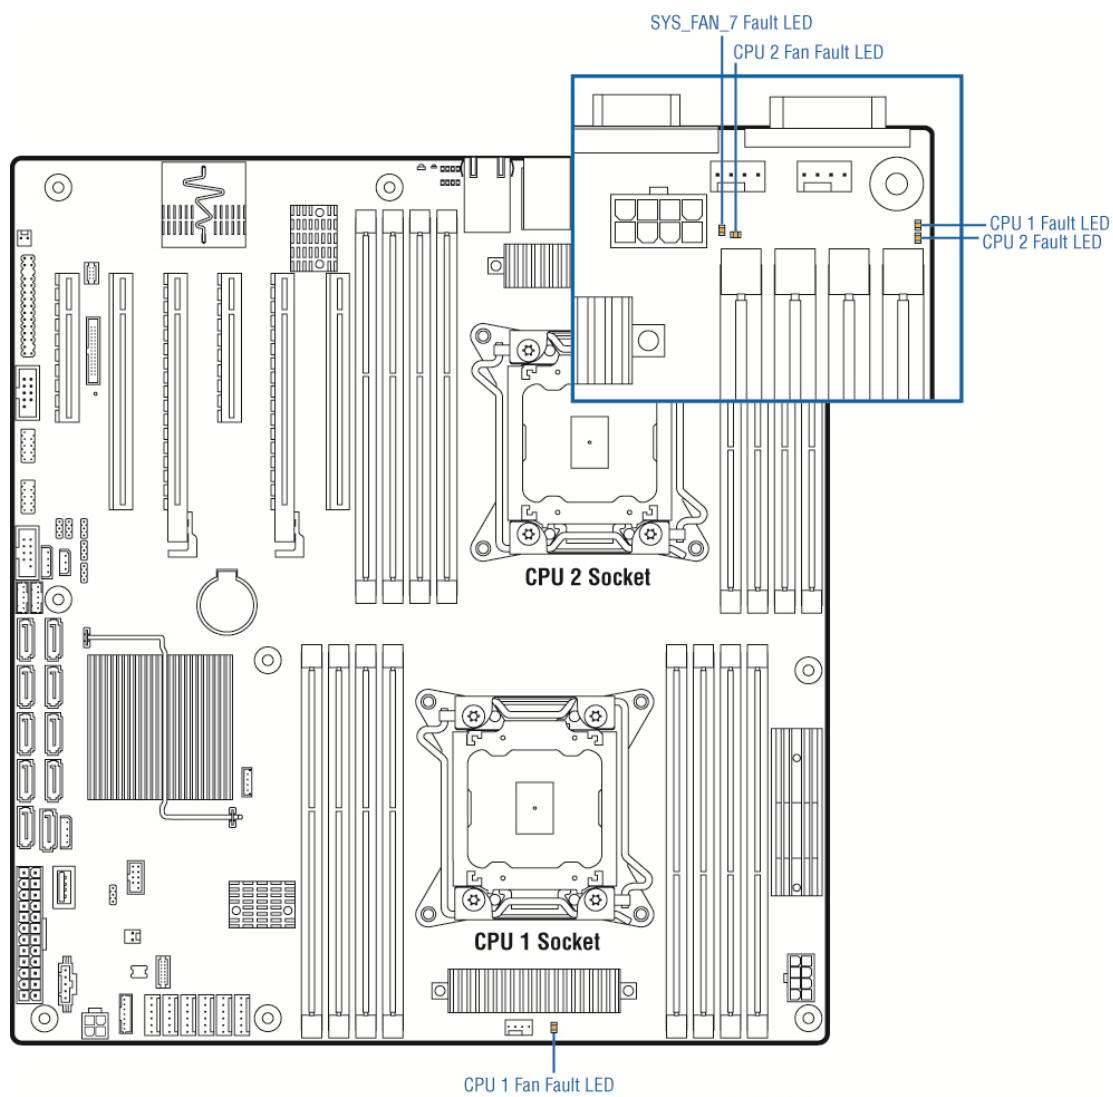 SYS_FAN_7 Fault LED
CPU 2 Fan Fault LED
CPU 1 Fault LED
CPU 2 Fault LED
CPU 2 Socket
CPU 1 Socket
CPU 1 Fan Fault LED